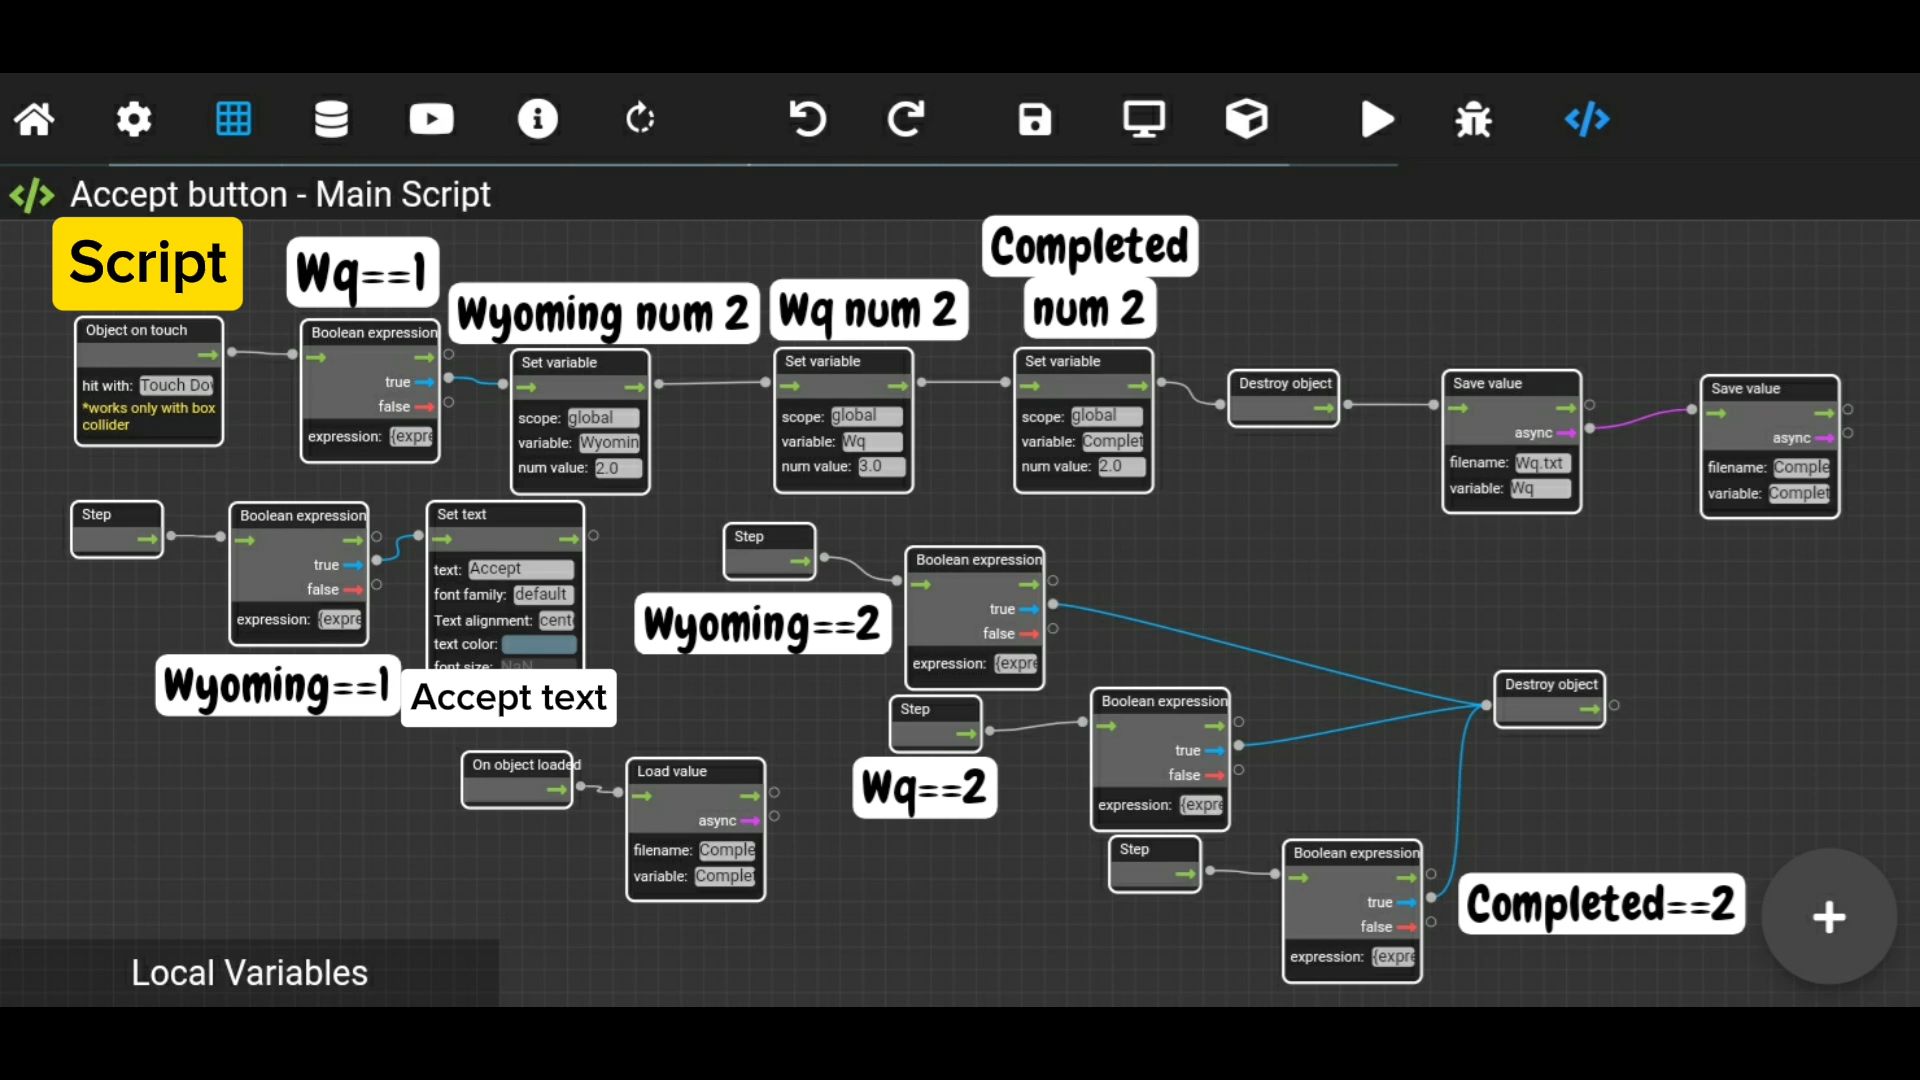 Accept button - Main Script
Script
Wq==1
Wyoming num 2
Wq num 2
Completed
num 2
Object on touch
hit with: Touch Do
*works only with box
collider
Boolean expression
true
false
expression: {expre
Set variable
scope: global
variable: Wyomin
num value: 2.0
Set variable
scope: global
variable: Wq
num value: 3.0
Set variable
scope: global
variable: Complet
num value: 2.0
Destroy object
Save value
async
filename: Wq.txt
variable: Wq
Save value
async
filename: Comple
variable: Complet
Step
Boolean expression
true
false
expression: {expre
Wyoming==1
Set text
text: Accept
font family: default
Text alignment: cent
text color:
font size: NaN
Accept text
Step
Wyoming==2
Boolean expression
true
false
expression: {expre
Step
Wq==2
Boolean expression
true
false
expression: {expre
Destroy object
On object loaded
Load value
async
filename: Comple
variable: Complet
Step
Boolean expression
true
false
expression: {expre
Completed==2
Local Variables